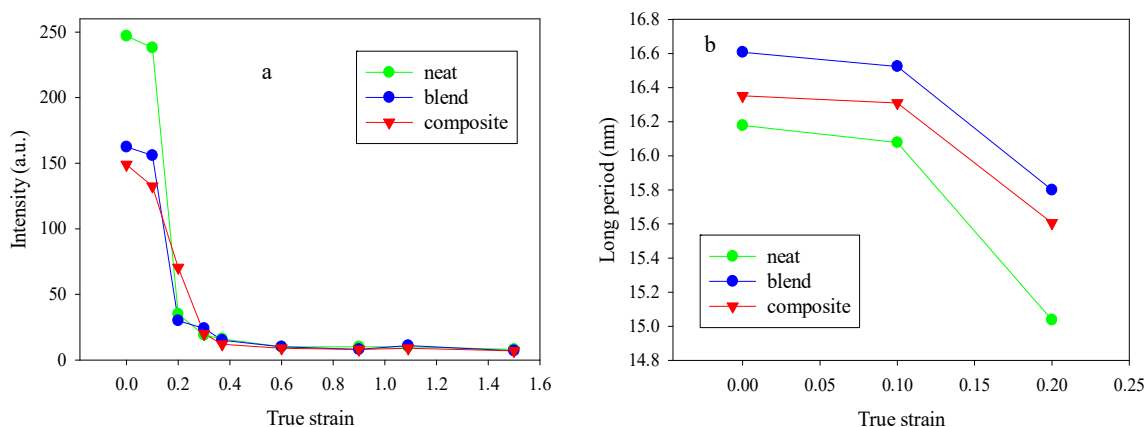 a
neat
blend
composite
Intensity (a.u.)
250
200
150
100
50
0
0.0 0.2 0.4 0.6 0.8 1.0 1.2 1.4 1.6
True strain
b
neat
blend
composite
Long period (nm)
16.8
16.6
16.4
16.2
16.0
15.8
15.6
15.4
15.2
15.0
14.8
0.00 0.05 0.10 0.15 0.20 0.25
True strain